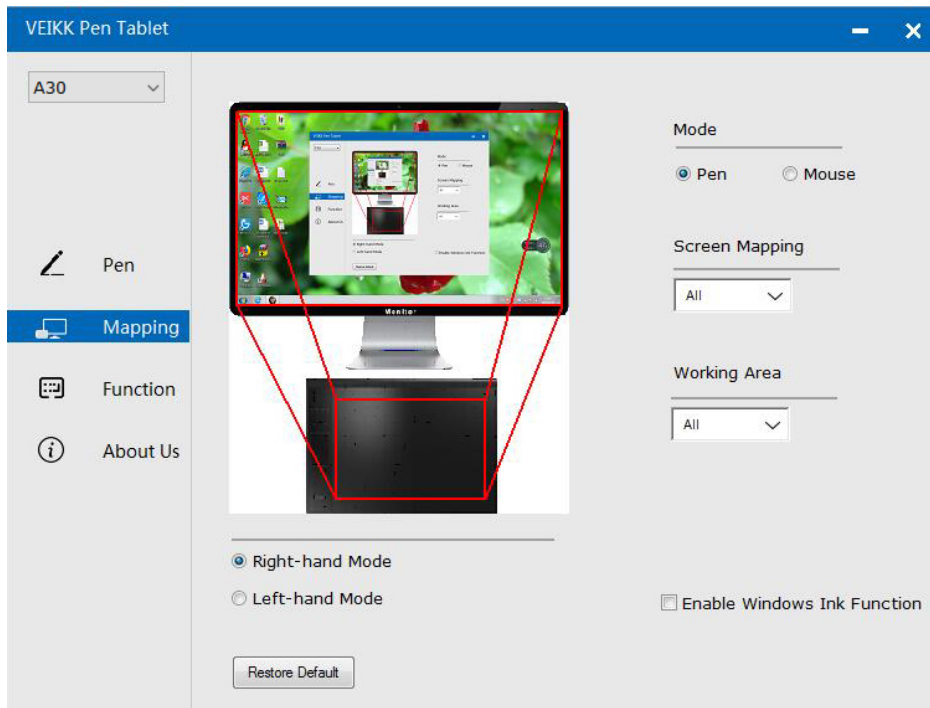 VEIKK Pen Tablet
A30
Pen
Mapping
Function
About Us
Monitor
Right-hand Mode
Left-hand Mode
Restore Default
Mode
Pen
Mouse
Screen Mapping
All
Working Area
All
Enable Windows Ink Function